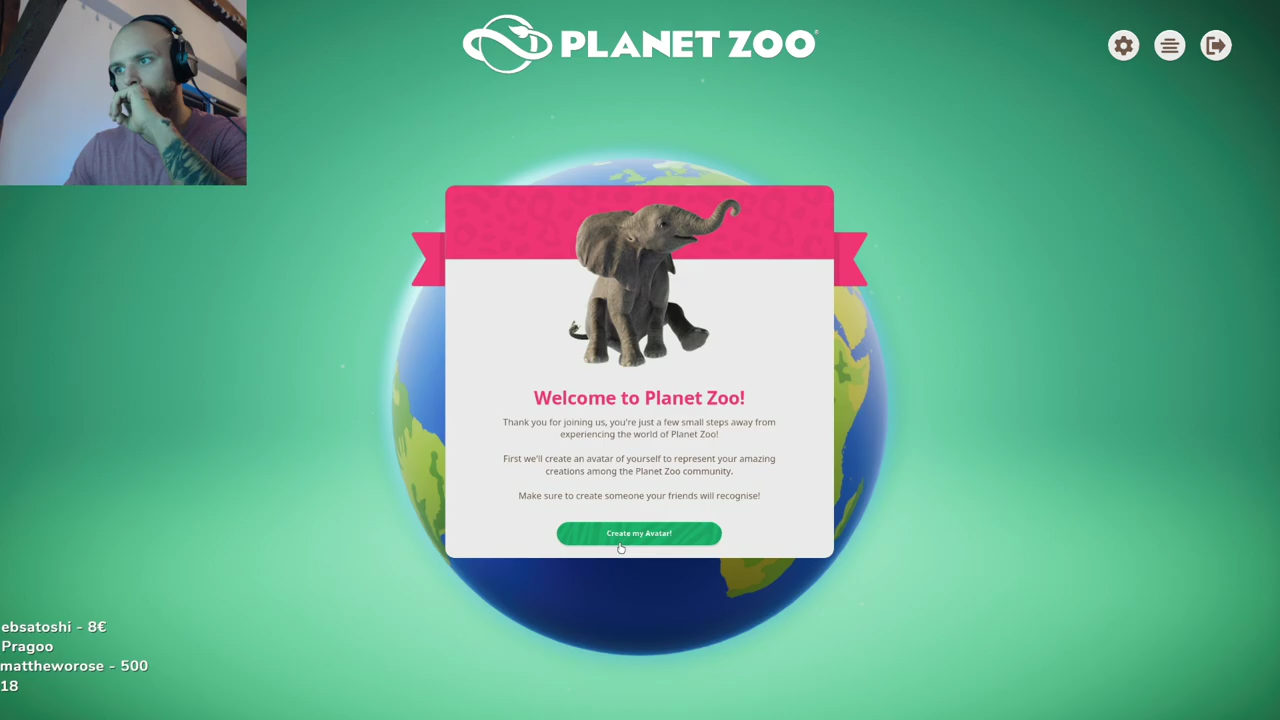 PLANET ZOO
Welcome to Planet Zoo!
Thank you for joining us, you're just a few small steps away from
experiencing the world of Planet Zoo!
First we'll create an avatar of yourself to represent your amazing
creations among the Planet Zoo community.
Make sure to create someone your friends will recognise!
Create my Avatar!
ebsatoshi - 8€
Pragoo
mattheworose - 500
18